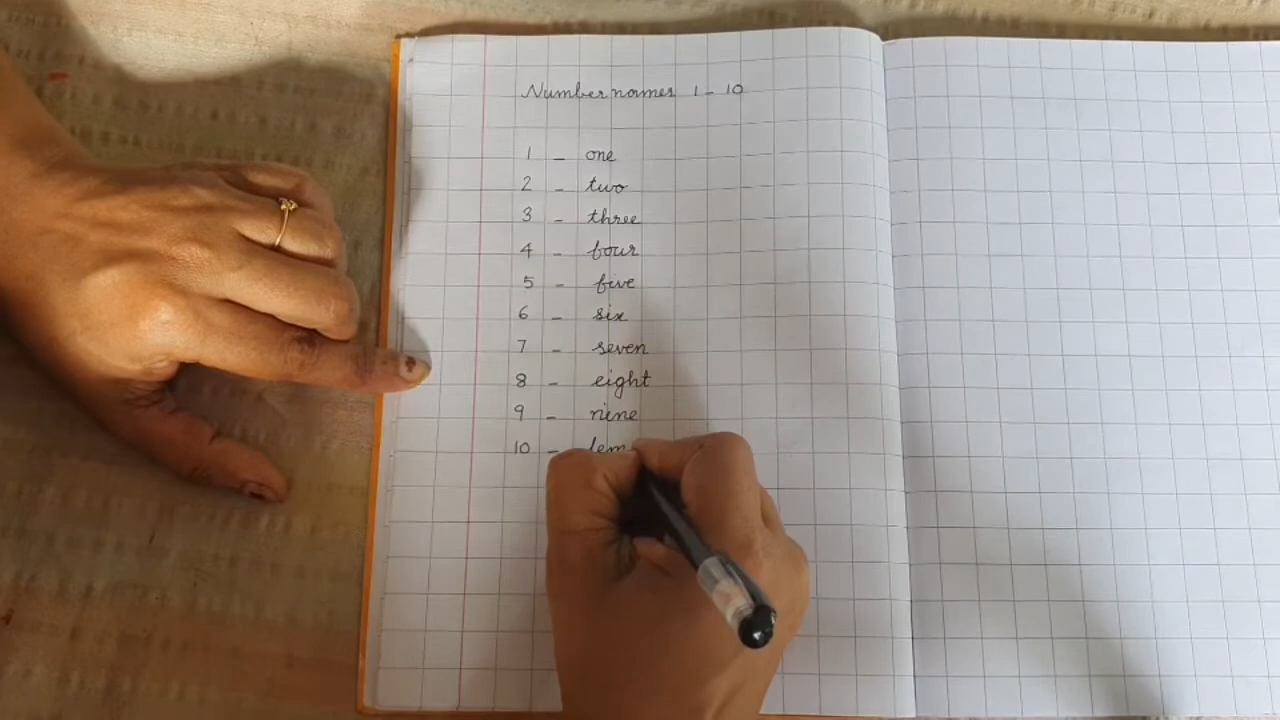 Number names 1 - 10
1 - one
2 - two
3 - three
4 - four
5 - five
6 - six
7 - seven
8 - eight
9 - nine
10 - ten